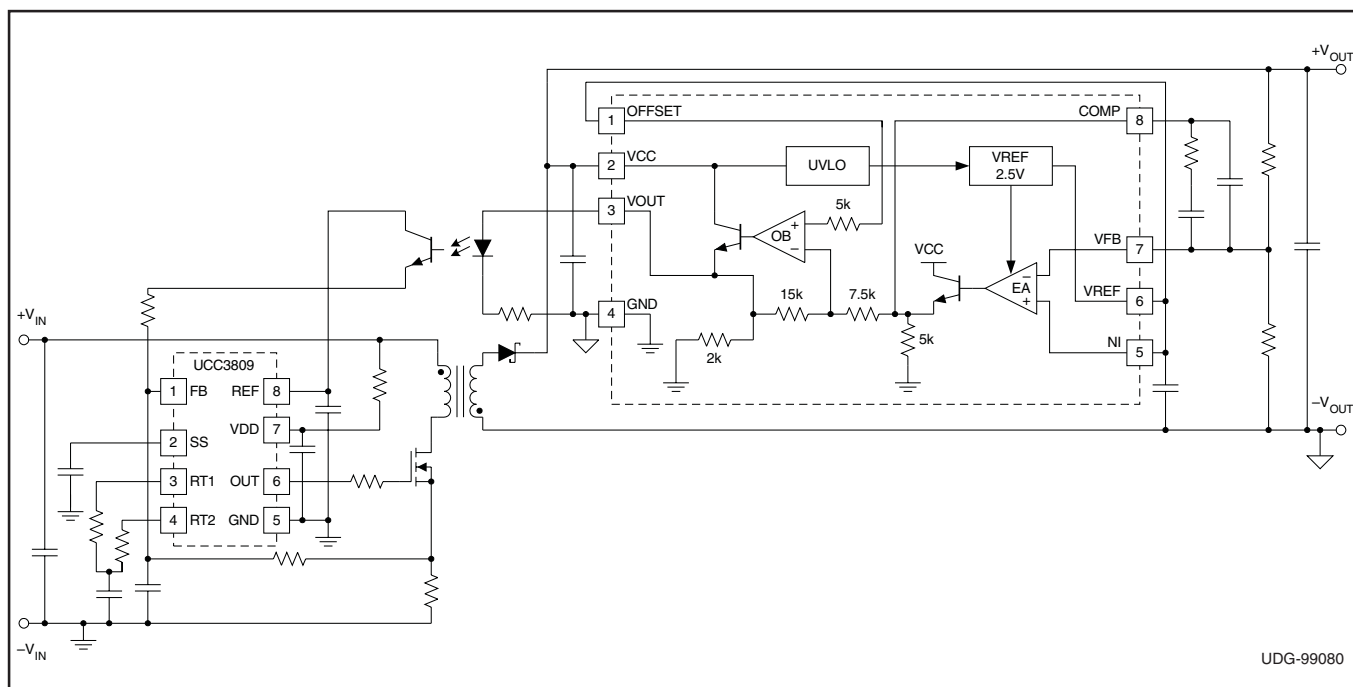 +V_OUT
OFFSET
COMP
1
8
2
VCC
UVLO
VREF
2.5V
3
VOUT
5k
+
OB
−
VCC
VFB
7
−
EA
+
VREF
6
4
GND
15k
7.5k
5k
2k
NI
5
+V_IN
UCC3809
1
FB
REF
8
VDD
7
2
SS
OUT
6
3
RT1
4
RT2
GND
5
−V_OUT
−V_IN
UDG-99080